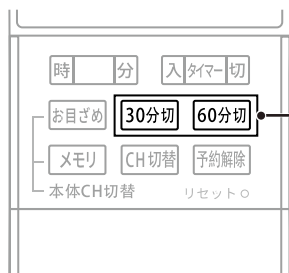 時 分 入 タイマー 切
お目ざめ 30分切 60分切
メモリ CH切替 予約解除
本体CH切替 リセット